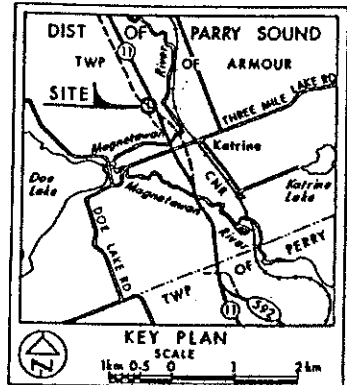 DIST OF PARRY SOUND
11
TWP OF ARMOUR
River
SITE
THREE MILE LAKE RD
Magnetawan
Katrine
Doe Lake
CNR
Katrine Lake
Magnetawan River
DOE LAKE RD
TWP OF PERRY
11
592
N
KEY PLAN
SCALE
1km 0.5 0 1 2 km